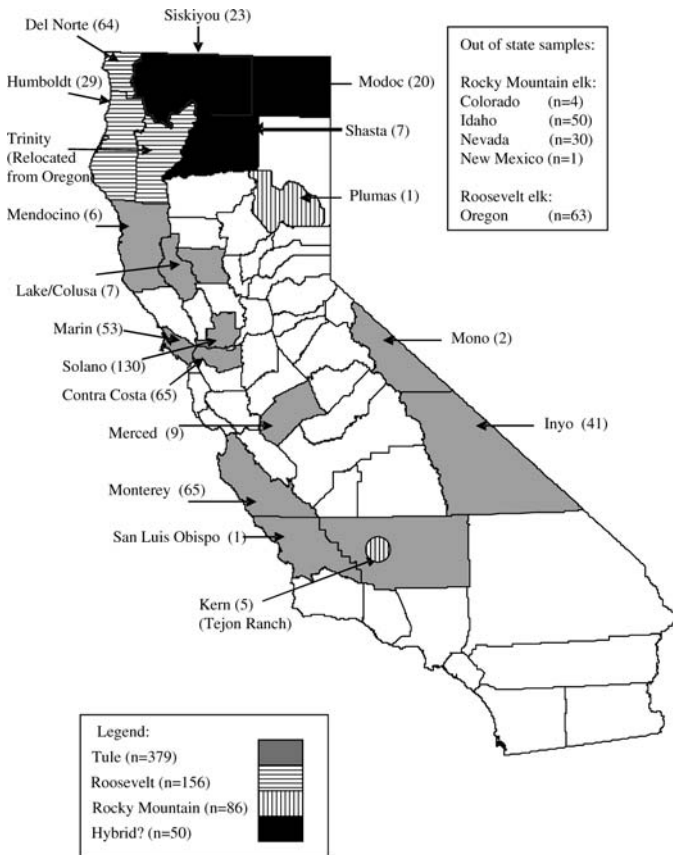 Siskiyou (23)
Del Norte (64)
Humboldt (29)
Modoc (20)
Trinity
(Relocated
from Oregon)
Shasta (7)
Plumas (1)
Mendocino (6)
Lake/Colusa (7)
Marin (53)
Solano (130)
Contra Costa (65)
Mono (2)
Merced (9)
Inyo (41)
Monterey (65)
San Luis Obispo (1)
Kern (5)
(Tejon Ranch)
Out of state samples:
Rocky Mountain elk:
Colorado (n=4)
Idaho (n=50)
Nevada (n=30)
New Mexico (n=1)
Roosevelt elk:
Oregon (n=63)
Legend:
Tule (n=379)
Roosevelt (n=156)
Rocky Mountain (n=86)
Hybrid? (n=50)